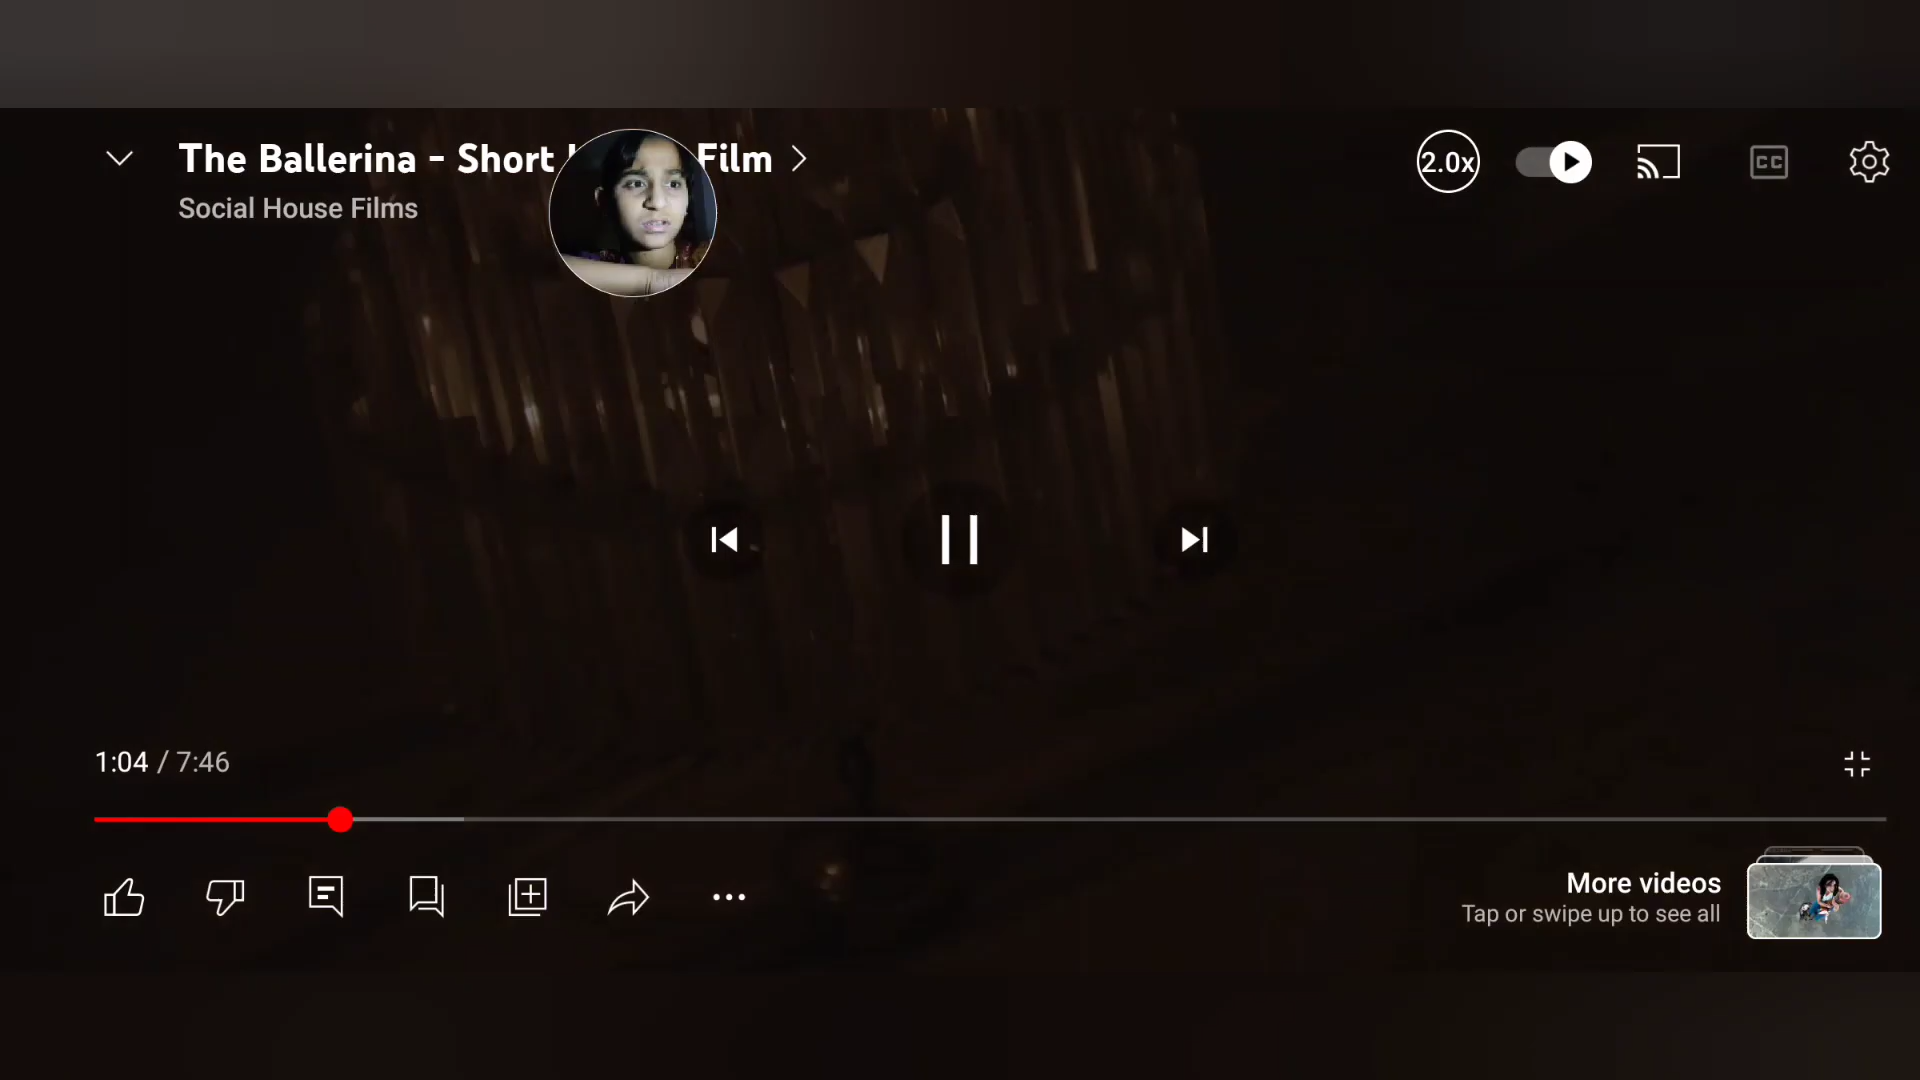 The Ballerina - Short Film
Social House Films
2.0x
CC
1:04 / 7:46
More videos
Tap or swipe up to see all